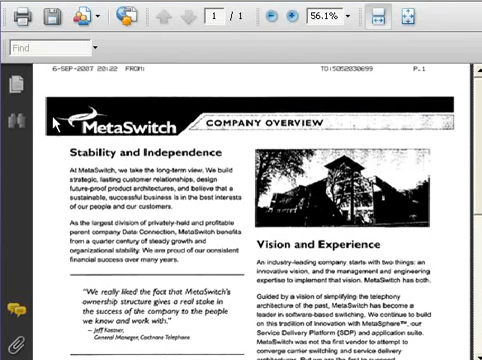 1 / 1
56.1%
Find
6-SEP-2007 20:22 FROM:
TO:5052030699
P.1
MetaSwitch
COMPANY OVERVIEW
Stability and Independence
At MetaSwitch, we take the long-term view. We build
strategic, lasting customer relationships, design
future-proof product architectures, and believe that a
sustainable, successful business is in the best interests
of our people and our customers.
As the largest division of privately-held and profitable
parent company Data Connection, MetaSwitch benefits
from a quarter century of steady growth and
organizational stability. We are proud of our consistent
financial success over many years.
"We really liked the fact that MetaSwitch's
ownership structure gives a real stake in
the success of the company to the people
we know and work with."
– Jeff
General Manager, Cochrane Telephone
Vision and Experience
An industry-leading company starts with two things: an
innovative vision, and the management and engineering
expertise to implement that vision. MetaSwitch has both.
Guided by a vision of simplifying the telephony
architecture of the past, MetaSwitch has become a
leader in software-based switching. We continue to build
on this tradition of innovation with MetaSphere™, our
Service Delivery Platform (SDP) and application suite.
MetaSwitch was not the first vendor to attempt to
converge carrier switching and service delivery